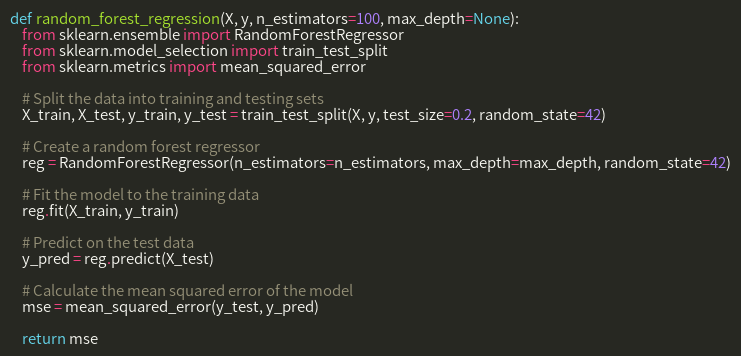 def random_forest_regression(X, y, n_estimators=100, max_depth=None):
from sklearn.ensemble import RandomForestRegressor
from sklearn.model_selection import train_test_split
from sklearn.metrics import mean_squared_error
# Split the data into training and testing sets
X_train, X_test, y_train, y_test = train_test_split(X, y, test_size=0.2, random_state=42)
# Create a random forest regressor
reg = RandomForestRegressor(n_estimators=n_estimators, max_depth=max_depth, random_state=42)
# Fit the model to the training data
reg.fit(X_train, y_train)
# Predict on the test data
y_pred = reg.predict(X_test)
# Calculate the mean squared error of the model
mse = mean_squared_error(y_test, y_pred)
return mse